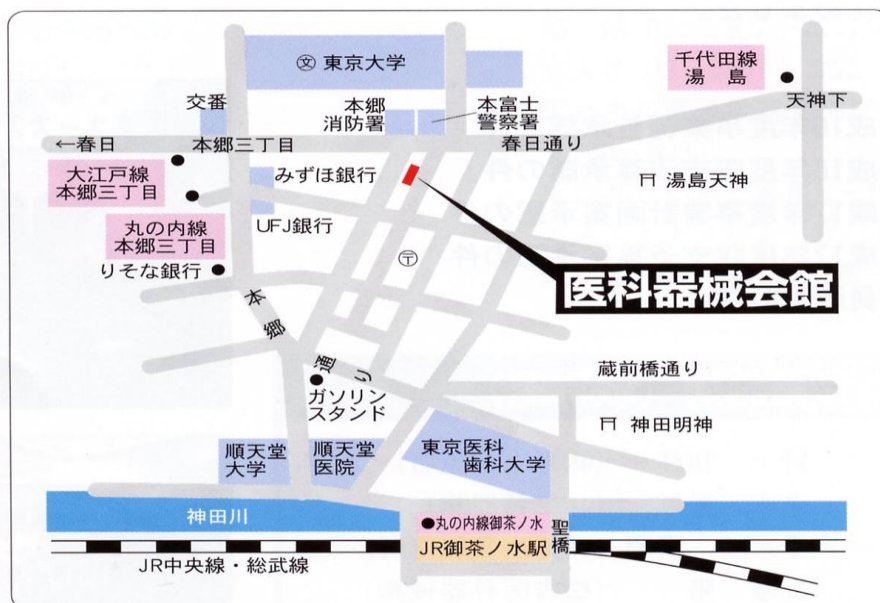 文 東京大学
千代田線
湯島
天神下
交番
本郷
消防署
本富士
警察署
←春日
本郷三丁目
春日通り
大江戸線
本郷三丁目
みずほ銀行
湯島天神
丸の内線
本郷三丁目
UFJ銀行
りそな銀行
〒
医科器械会館
本郷通り
蔵前橋通り
ガソリン
スタンド
神田明神
順天堂
大学
順天堂
医院
東京医科
歯科大学
神田川
丸の内線御茶ノ水
聖橋
JR御茶ノ水駅
JR中央線・総武線